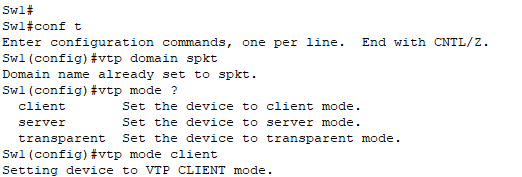 Sw1#
Sw1#conf t
Enter configuration commands, one per line.  End with CNTL/Z.
Sw1(config)#vtp domain spkt
Domain name already set to spkt.
Sw1(config)#vtp mode ?
  client       Set the device to client mode.
  server       Set the device to server mode.
  transparent  Set the device to transparent mode.
Sw1(config)#vtp mode client
Setting device to VTP CLIENT mode.